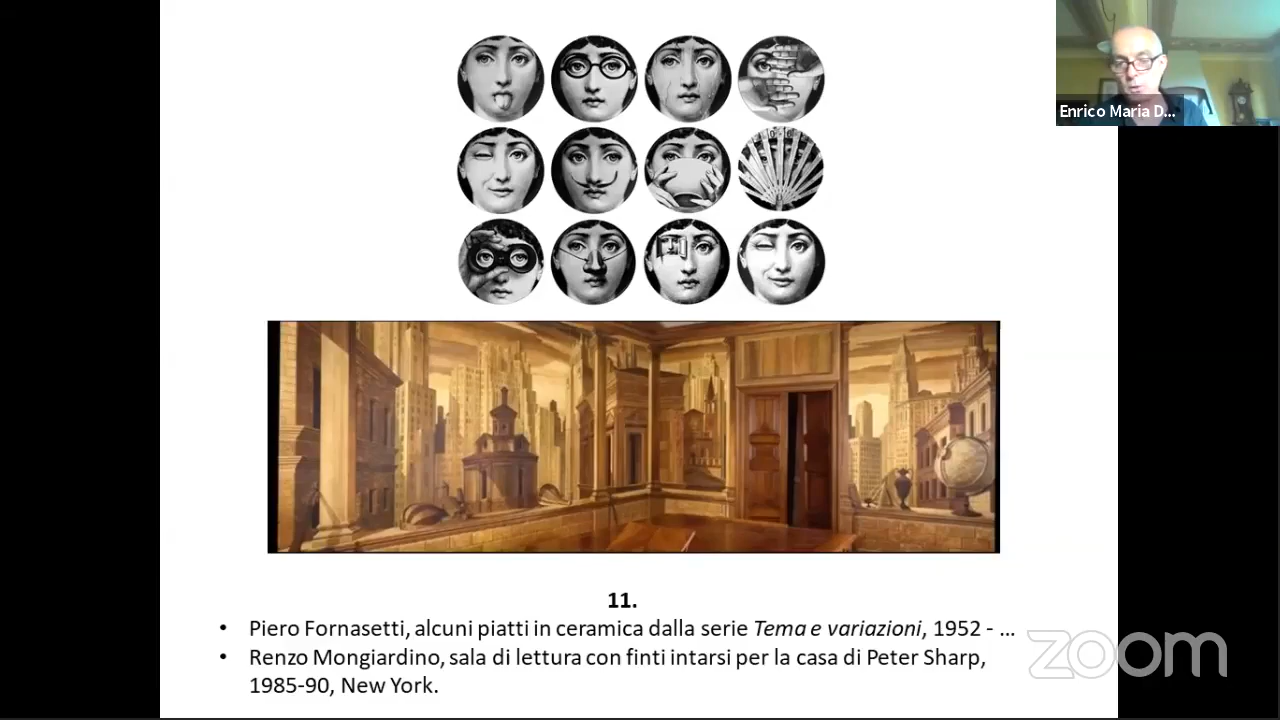 Enrico Maria D...
11.
• Piero Fornasetti, alcuni piatti in ceramica dalla serie Tema e variazioni, 1952 - ...
• Renzo Mongiardino, sala di lettura con finti intarsi per la casa di Peter Sharp,
1985-90, New York.
zoom